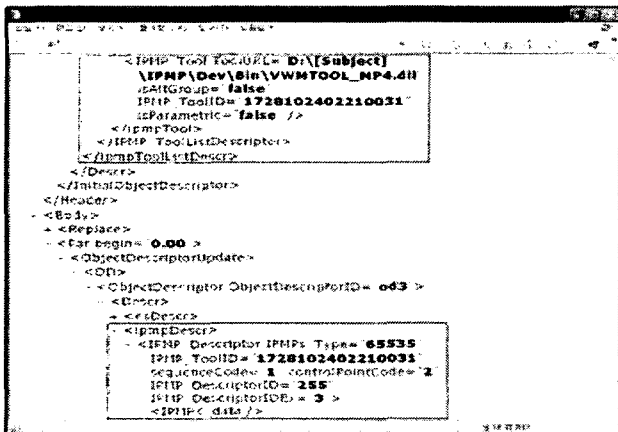 <IPMP_Tool ToolURL="D:\[Subject]
\IPMP\Dev\Bin\VWMTOOL_MP4.dll
isAltGroup="false"
IPMP_ToolID="1728102402210031"
isParametric="false" />
</ipmpTool>
</IPMP_ToolListDescriptor>
</ipmpToolListDescr>
</Descr>
</InitialObjectDescriptor>
</Header>
- <Body>
+ <Replace>
- <Par begin="0.00">
- <ObjectDescriptorUpdate>
- <OD>
- <ObjectDescriptor ObjectDescriptorID="od3">
- <Descr>
+ <esDescr>
- <ipmpDescr>
- <IPMP_Descriptor IPMPs_Type="65535"
IPMP_ToolID="1728102402210031"
sequenceCode="1" controlPointCode="2"
IPMP_DescriptorID="255"
IPMP_DescriptorIDEx="3">
<IPMPX_data />